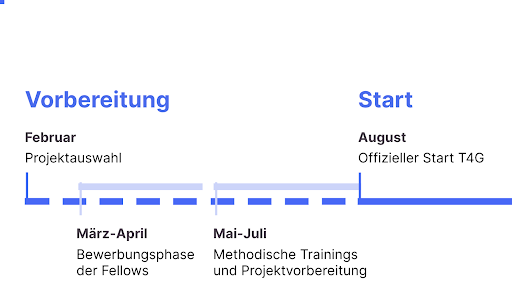 Vorbereitung
Start
Februar
Projektauswahl
August
Offizieller Start T4G
März-April
Bewerbungsphase
der Fellows
Mai-Juli
Methodische Trainings
und Projektvorbereitung